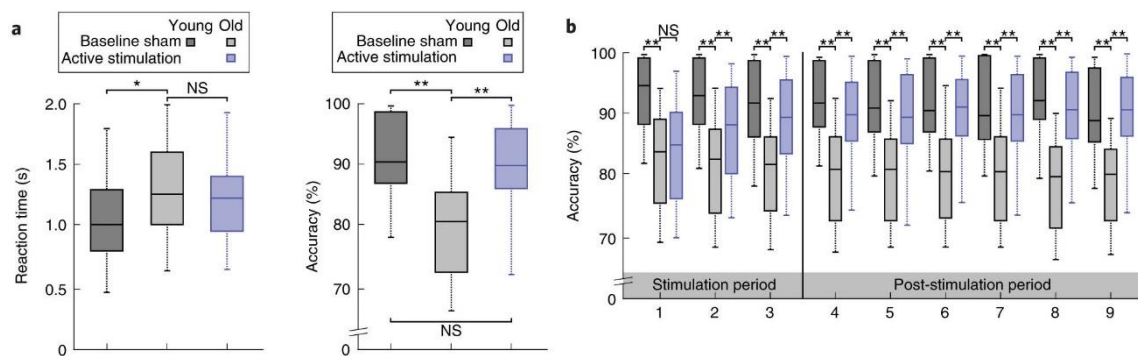 a
Young Old
Baseline sham
Active stimulation
* NS
Reaction time (s)
2.0
1.5
1.0
0.5
0
Young Old
Baseline sham
Active stimulation
** **
Accuracy (%)
100
90
80
70
0
NS
b
** NS ** ** ** ** ** ** ** ** ** ** ** ** ** ** ** **
Accuracy (%)
100
90
80
70
0
Stimulation period Post-stimulation period
1 2 3 4 5 6 7 8 9